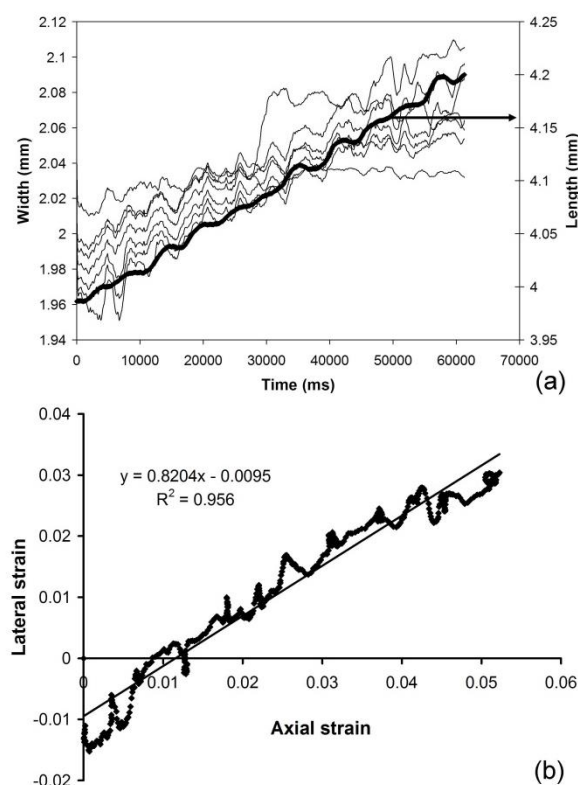 2.12
2.1
2.08
2.06
2.04
2.02
2
1.98
1.96
1.94
Width (mm)
4.25
4.2
4.15
4.1
4.05
4
3.95
Length (mm)
0 10000 20000 30000 40000 50000 60000 70000
Time (ms)
(a)
0.04
0.03
0.02
0.01
0
-0.01
-0.02
Lateral strain
y = 0.8204x - 0.0095
R² = 0.956
0 0.01 0.02 0.03 0.04 0.05 0.06
Axial strain
(b)